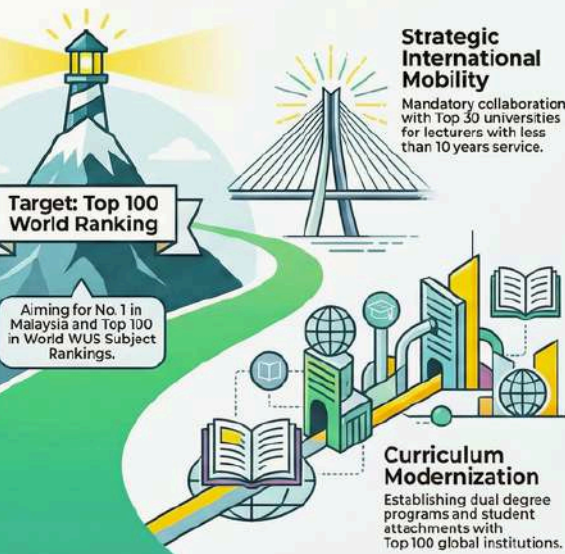 Strategic
International
Mobility
Mandatory collaboration
with Top 30 universities
for lecturers with less
than 10 years service.
Target: Top 100
World Ranking
Aiming for No. 1 in
Malaysia and Top 100
in World WUS Subject
Rankings.
Curriculum
Modernization
Establishing dual degree
programs and student
attachments with
Top 100 global institutions.